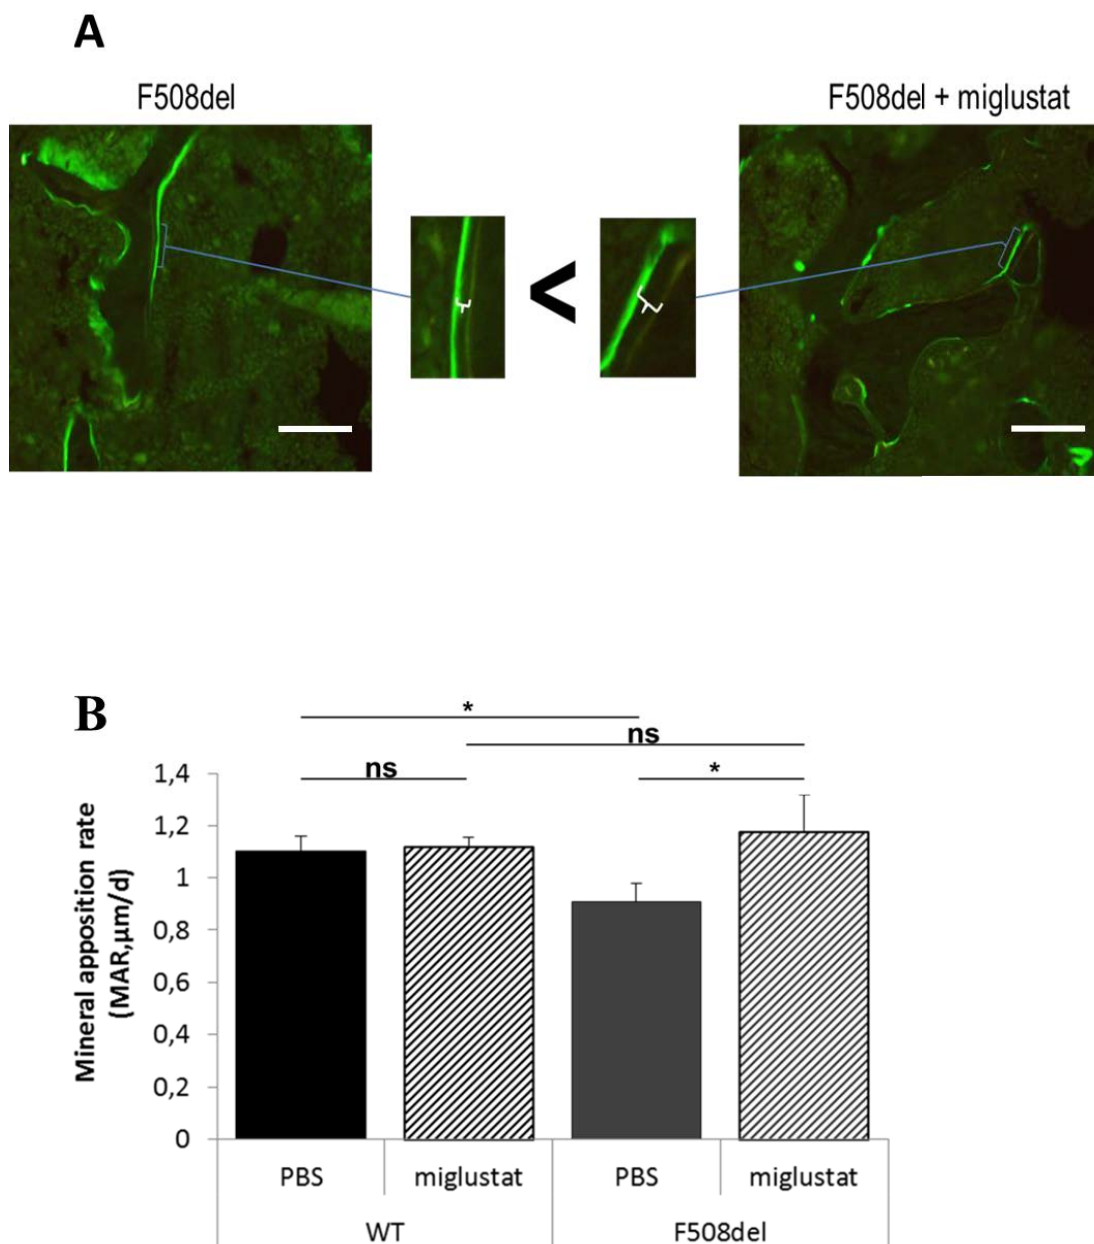 A
F508del
F508del + miglustat
<
B
*
ns
ns
*
Mineral apposition rate
(MAR,µm/d)
1,4
1,2
1
0,8
0,6
0,4
0,2
0
PBS
miglustat
PBS
miglustat
WT
F508del